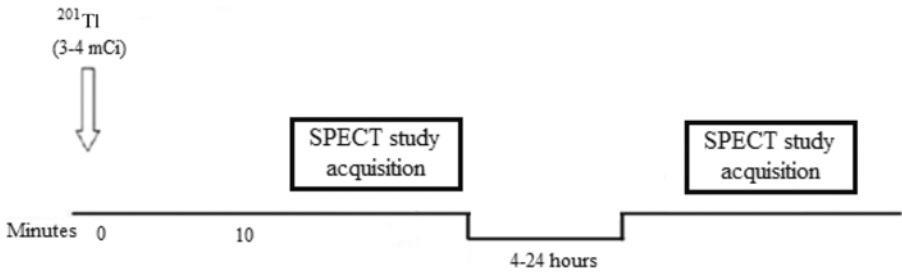 ²⁰¹Tl
(3-4 mCi)
SPECT study
acquisition
SPECT study
acquisition
Minutes 0 10
4-24 hours